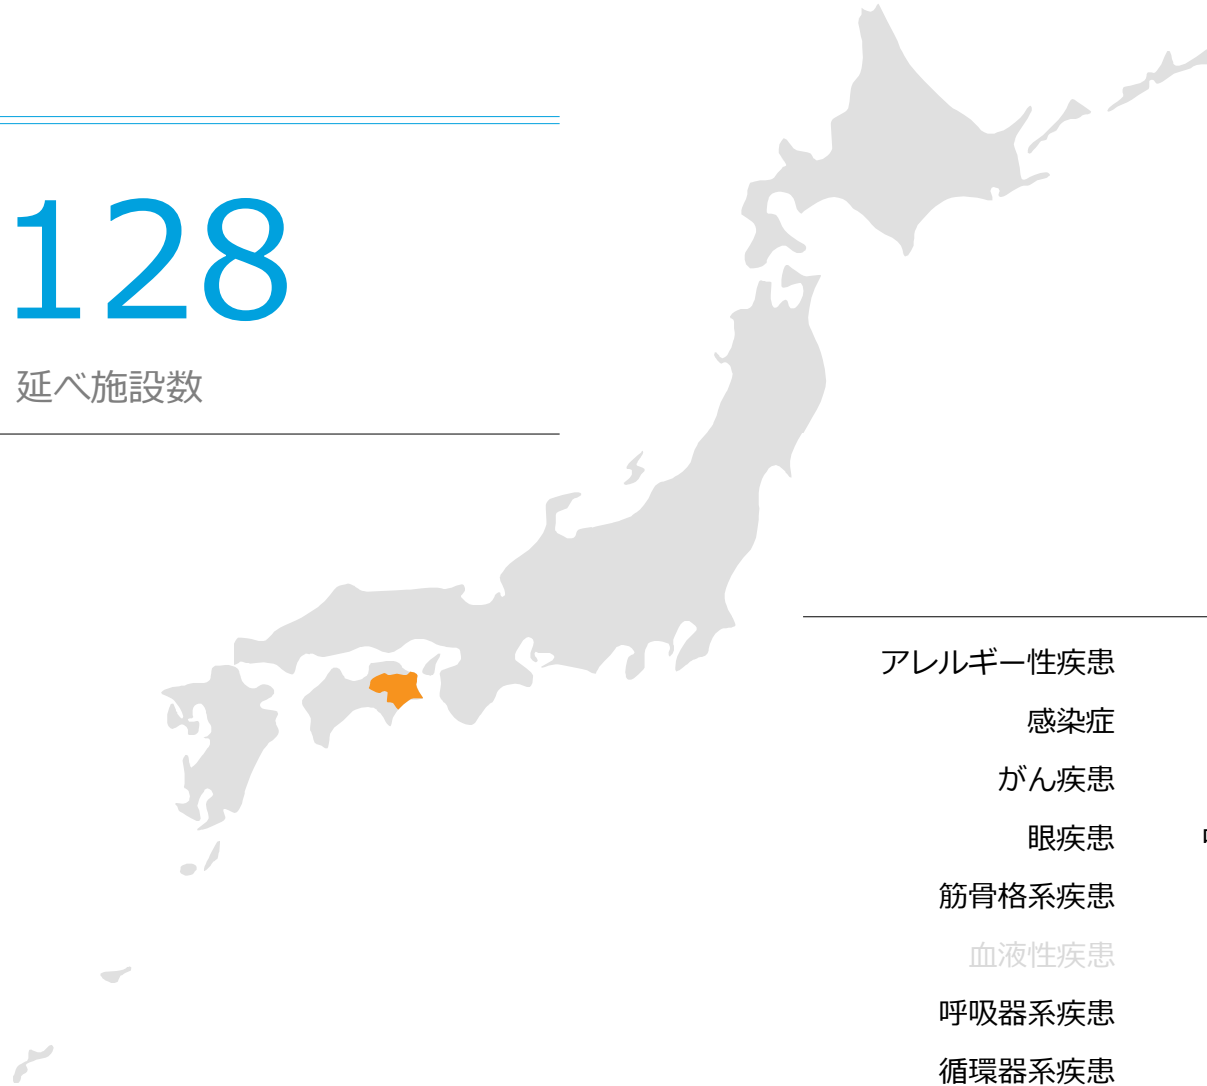 128
延べ施設数
アレルギー性疾患
感染症
がん疾患
眼疾患
筋骨格系疾患
血液性疾患
呼吸器系疾患
循環器系疾患